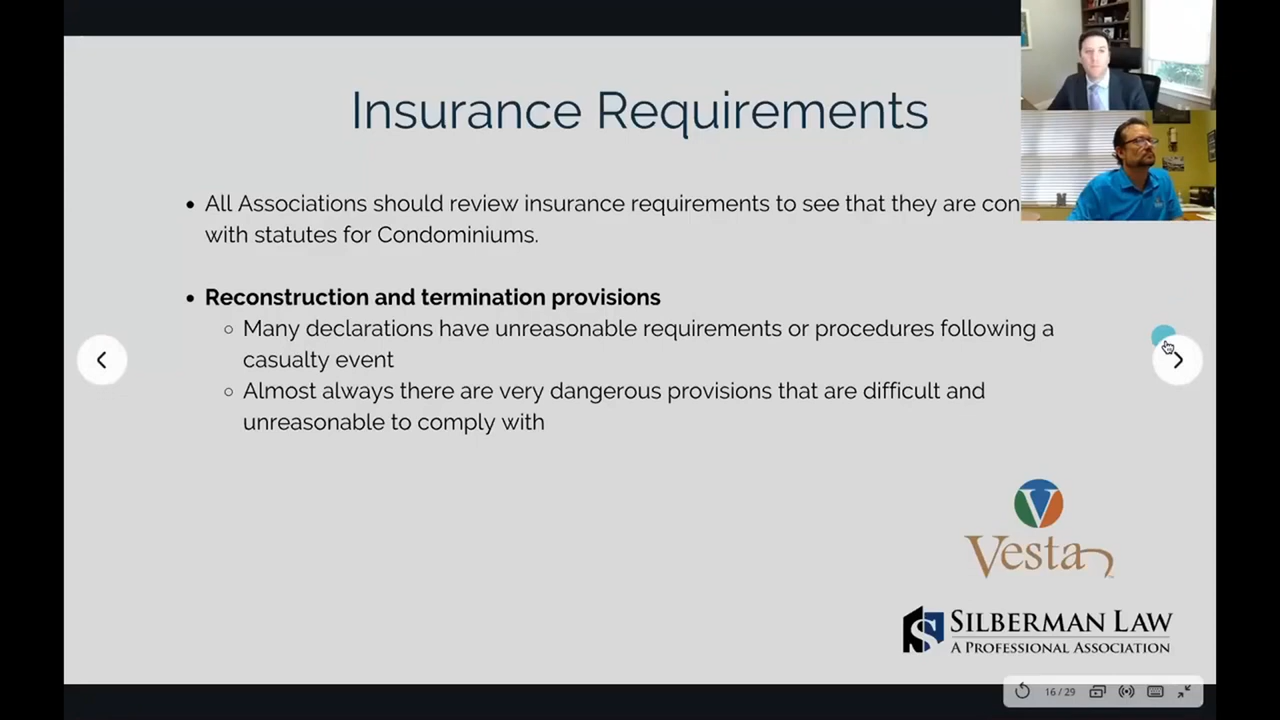 Insurance Requirements
• All Associations should review insurance requirements to see that they are con
with statutes for Condominiums.
• Reconstruction and termination provisions
○ Many declarations have unreasonable requirements or procedures following a
casualty event
○ Almost always there are very dangerous provisions that are difficult and
unreasonable to comply with
V
Vesta
S
SILBERMAN LAW
A PROFESSIONAL ASSOCIATION
16 / 29